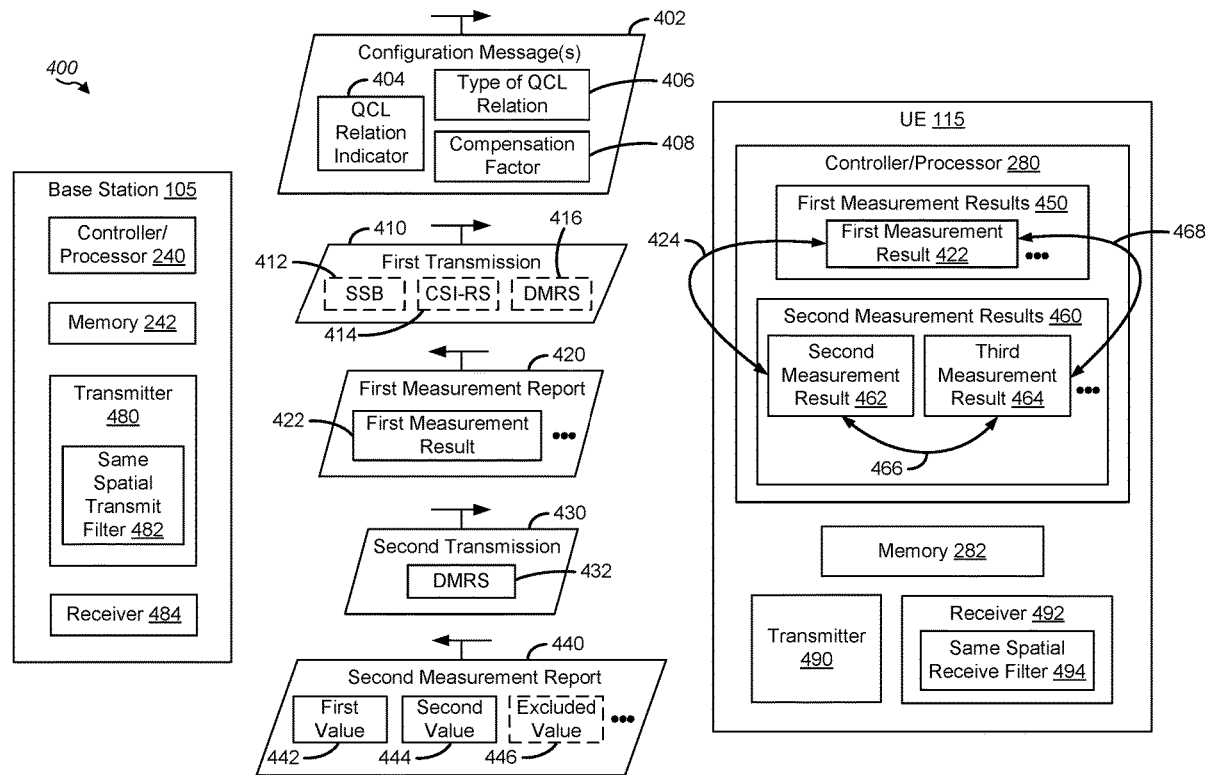 400
402
Configuration Message(s)
404
QCL
Relation
Indicator
Type of QCL
Relation
406
Compensation
Factor
408
Base Station 105
Controller/
Processor 240
Memory 242
Transmitter
480
Same
Spatial
Transmit
Filter 482
Receiver 484
410
416
First Transmission
412
SSB
CSI-RS
DMRS
414
420
First Measurement Report
422
First Measurement
Result
•••
430
Second Transmission
DMRS
432
440
Second Measurement Report
First
Value
Second
Value
Excluded
Value
•••
442
444
446
UE 115
Controller/Processor 280
First Measurement Results 450
First Measurement
Result 422
•••
424
468
Second Measurement Results 460
Second
Measurement
Result 462
Third
Measurement
Result 464
•••
466
Memory 282
Transmitter
490
Receiver 492
Same Spatial
Receive Filter 494